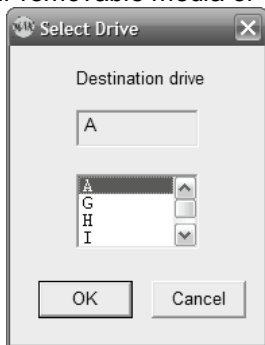 removable media or
Select Drive
Destination drive
A
A
G
H
I
OK
Cancel